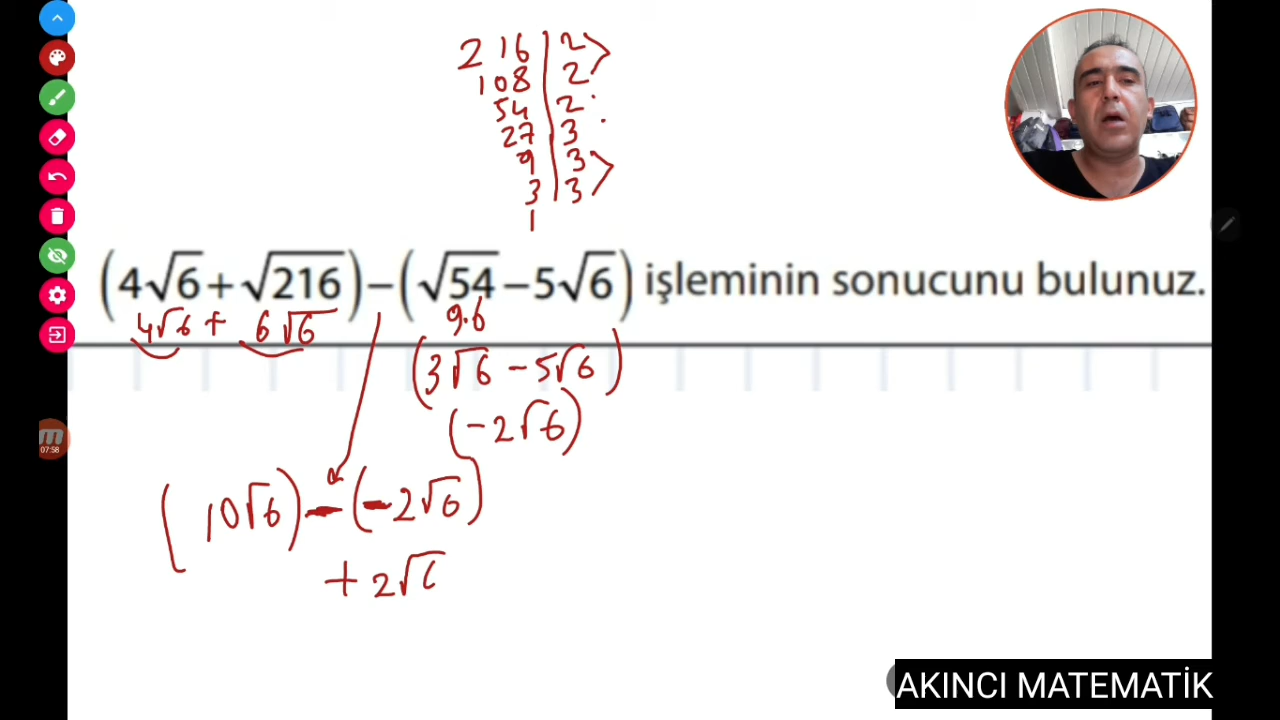 216 | 2
108 | 2
54 | 2
27 | 3
9 | 3
3 | 3
1
(4√6+√216)−(√54−5√6) işleminin sonucunu bulunuz.
4√6 + 6√6
9.6
(3√6 - 5√6)
(-2√6)
(10√6) - (-2√6)
+ 2√
07:58
AKINCI MATEMATİK